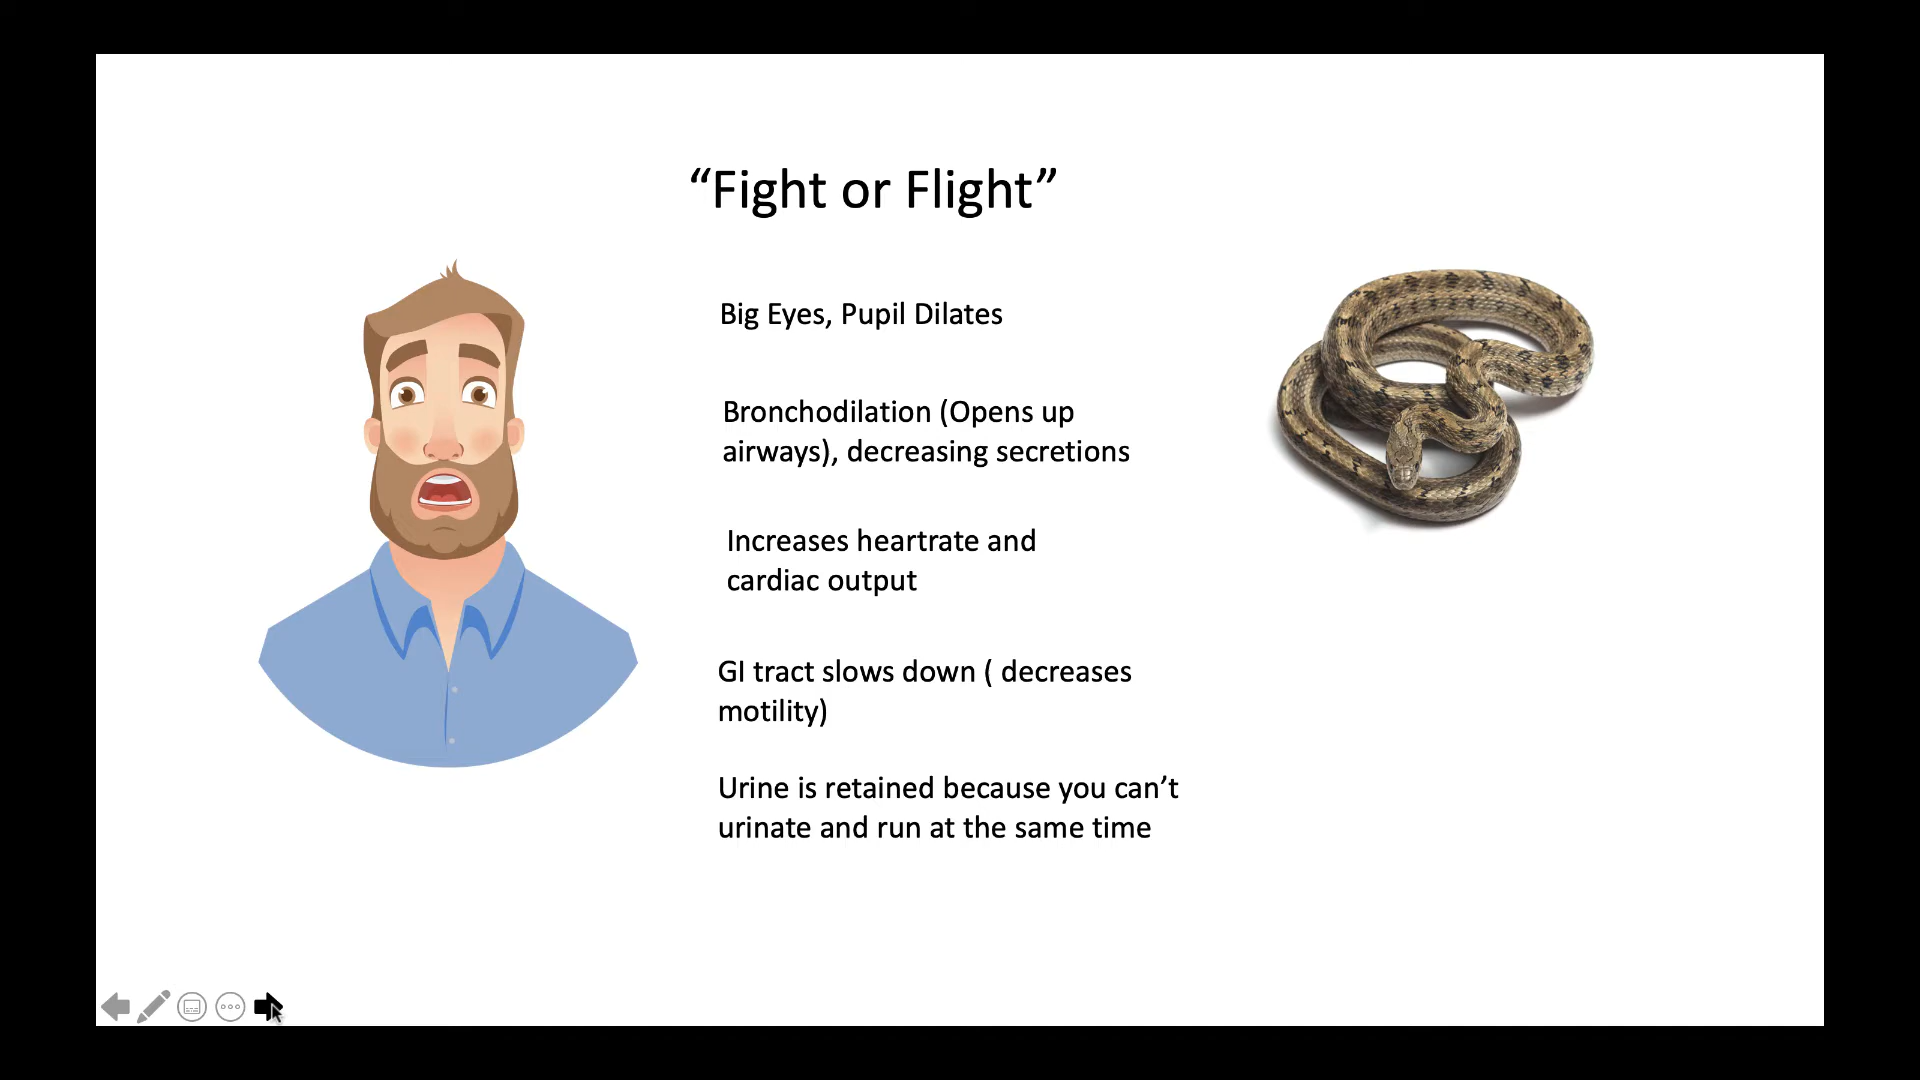 “Fight or Flight”
Big Eyes, Pupil Dilates
Bronchodilation (Opens up
airways), decreasing secretions
Increases heartrate and
cardiac output
GI tract slows down ( decreases
motility)
Urine is retained because you can’t
urinate and run at the same time